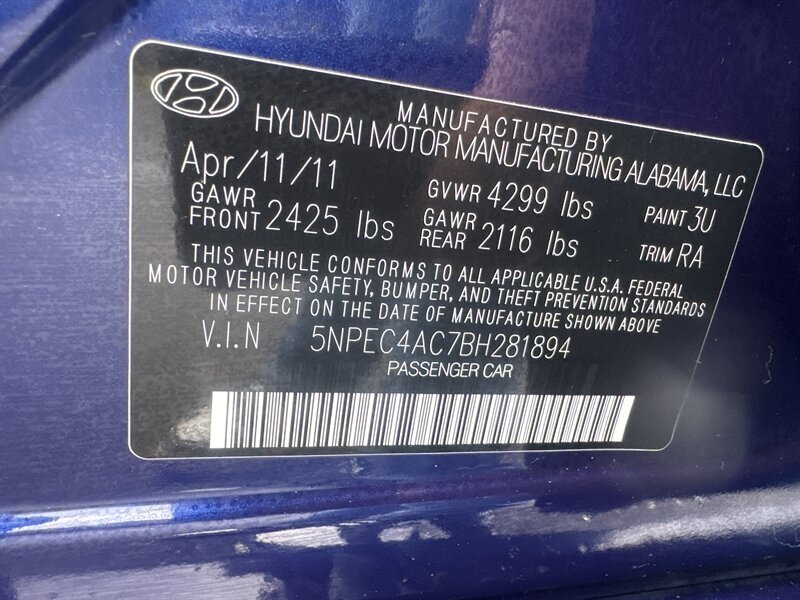 MANUFACTURED BY
HYUNDAI MOTOR MANUFACTURING ALABAMA, LLC
Apr/11/11 GVWR 4299 lbs PAINT 3U
GAWR FRONT 2425 lbs GAWR REAR 2116 lbs TRIM RA
THIS VEHICLE CONFORMS TO ALL APPLICABLE U.S.A. FEDERAL
MOTOR VEHICLE SAFETY, BUMPER, AND THEFT PREVENTION STANDARDS
IN EFFECT ON THE DATE OF MANUFACTURE SHOWN ABOVE
V.I.N 5NPEC4AC7BH281894
PASSENGER CAR